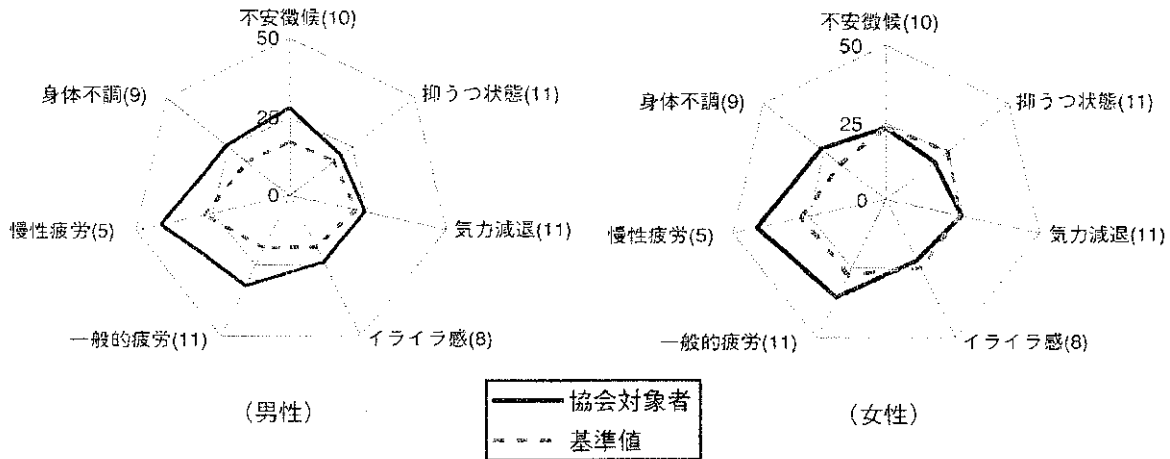 不安徴候(10)
50
身体不調(9)
抑うつ状態(11)
25
0
慢性疲労(5)
気力減退(11)
一般的疲労(11)
イライラ感(8)
(男性)
不安徴候(10)
50
身体不調(9)
抑うつ状態(11)
25
0
慢性疲労(5)
気力減退(11)
一般的疲労(11)
イライラ感(8)
(女性)
協会対象者
基準値